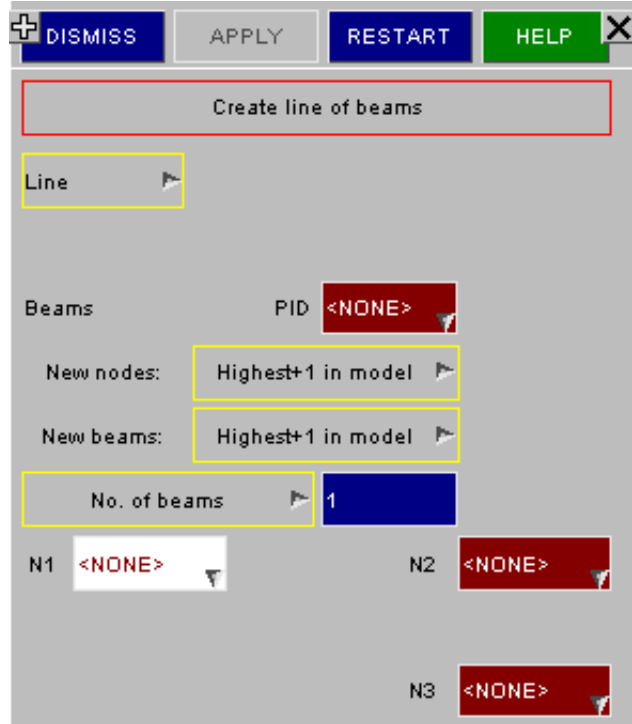 DISMISS APPLY RESTART HELP
Create line of beams
Line
Beams PID <NONE>
New nodes: Highest+1 in model
New beams: Highest+1 in model
No. of beams 1
N1 <NONE> N2 <NONE>
N3 <NONE>